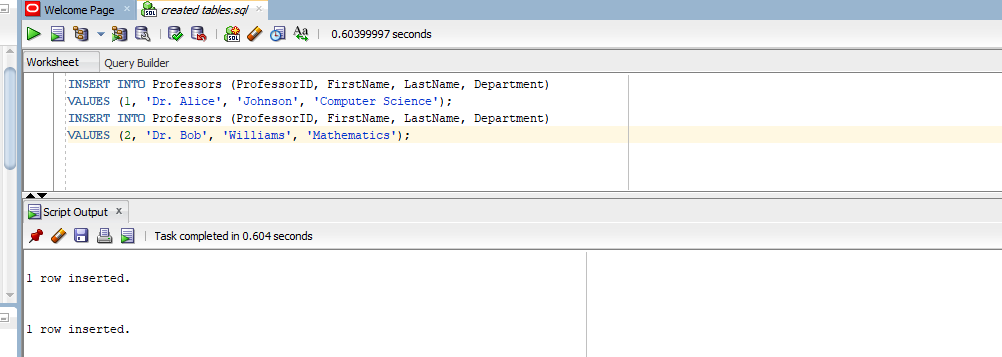 Welcome Page
created tables.sql
0.60399997 seconds
Worksheet Query Builder
INSERT INTO Professors (ProfessorID, FirstName, LastName, Department)
VALUES (1, 'Dr. Alice', 'Johnson', 'Computer Science');
INSERT INTO Professors (ProfessorID, FirstName, LastName, Department)
VALUES (2, 'Dr. Bob', 'Williams', 'Mathematics');
Script Output
Task completed in 0.604 seconds
1 row inserted.
1 row inserted.